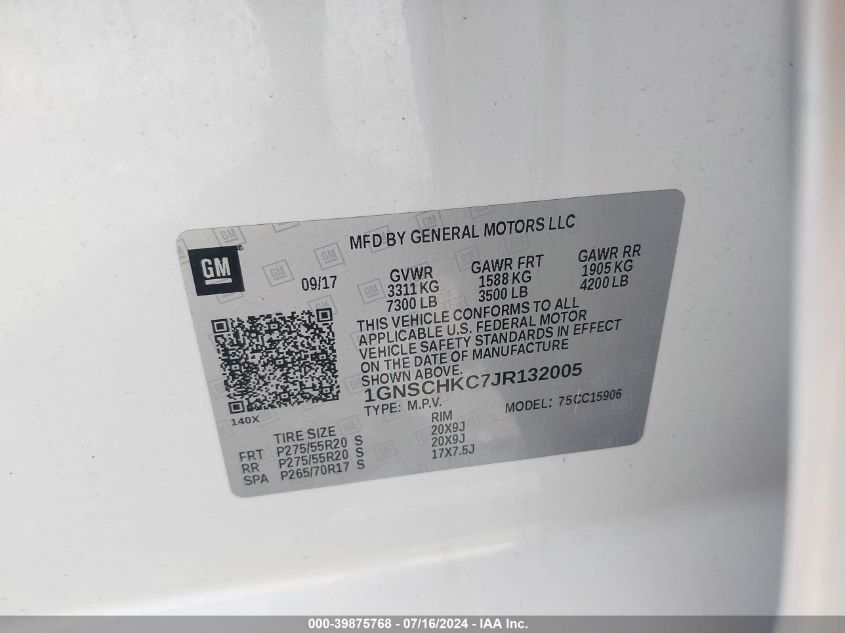 MFD BY GENERAL MOTORS LLC
GM
®
09/17
GVWR
3311 KG
7300 LB
GAWR FRT
1588 KG
3500 LB
GAWR RR
1905 KG
4200 LB
THIS VEHICLE CONFORMS TO ALL
APPLICABLE U.S. FEDERAL MOTOR
VEHICLE SAFETY STANDARDS IN EFFECT
ON THE DATE OF MANUFACTURE
SHOWN ABOVE.
1GNSCHKC7JR132005
TYPE: M.P.V. MODEL: 75CC15906
140X
TIRE SIZE RIM
FRT P275/55R20 S 20X9J
RR P275/55R20 S 20X9J
SPA P265/70R17 S 17X7.5J
000-39875768 - 07/16/2024 - IAA Inc.